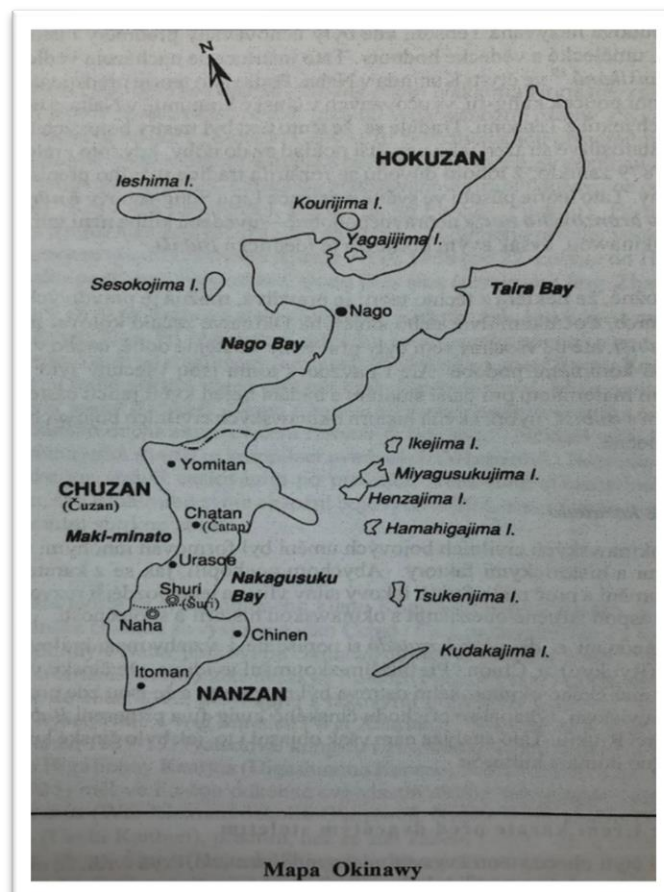 N
HOKUZAN
Ieshima I.
Kourijima I.
Yagajijima I.
Sesokojima I.
Taira Bay
Nago
Nago Bay
Ikejima I.
Yomitan
Miyagusukujima I.
CHUZAN
(Čuzan)
Henzajima I.
Chatan
(Čatan)
Hamahigajima I.
Maki-minato
Urasoe
Nakagusuku
Bay
Shuri
(Šuri)
Tsukenjima I.
Naha
Chinen
Kudakajima I.
Itoman
NANZAN
Mapa Okinawy